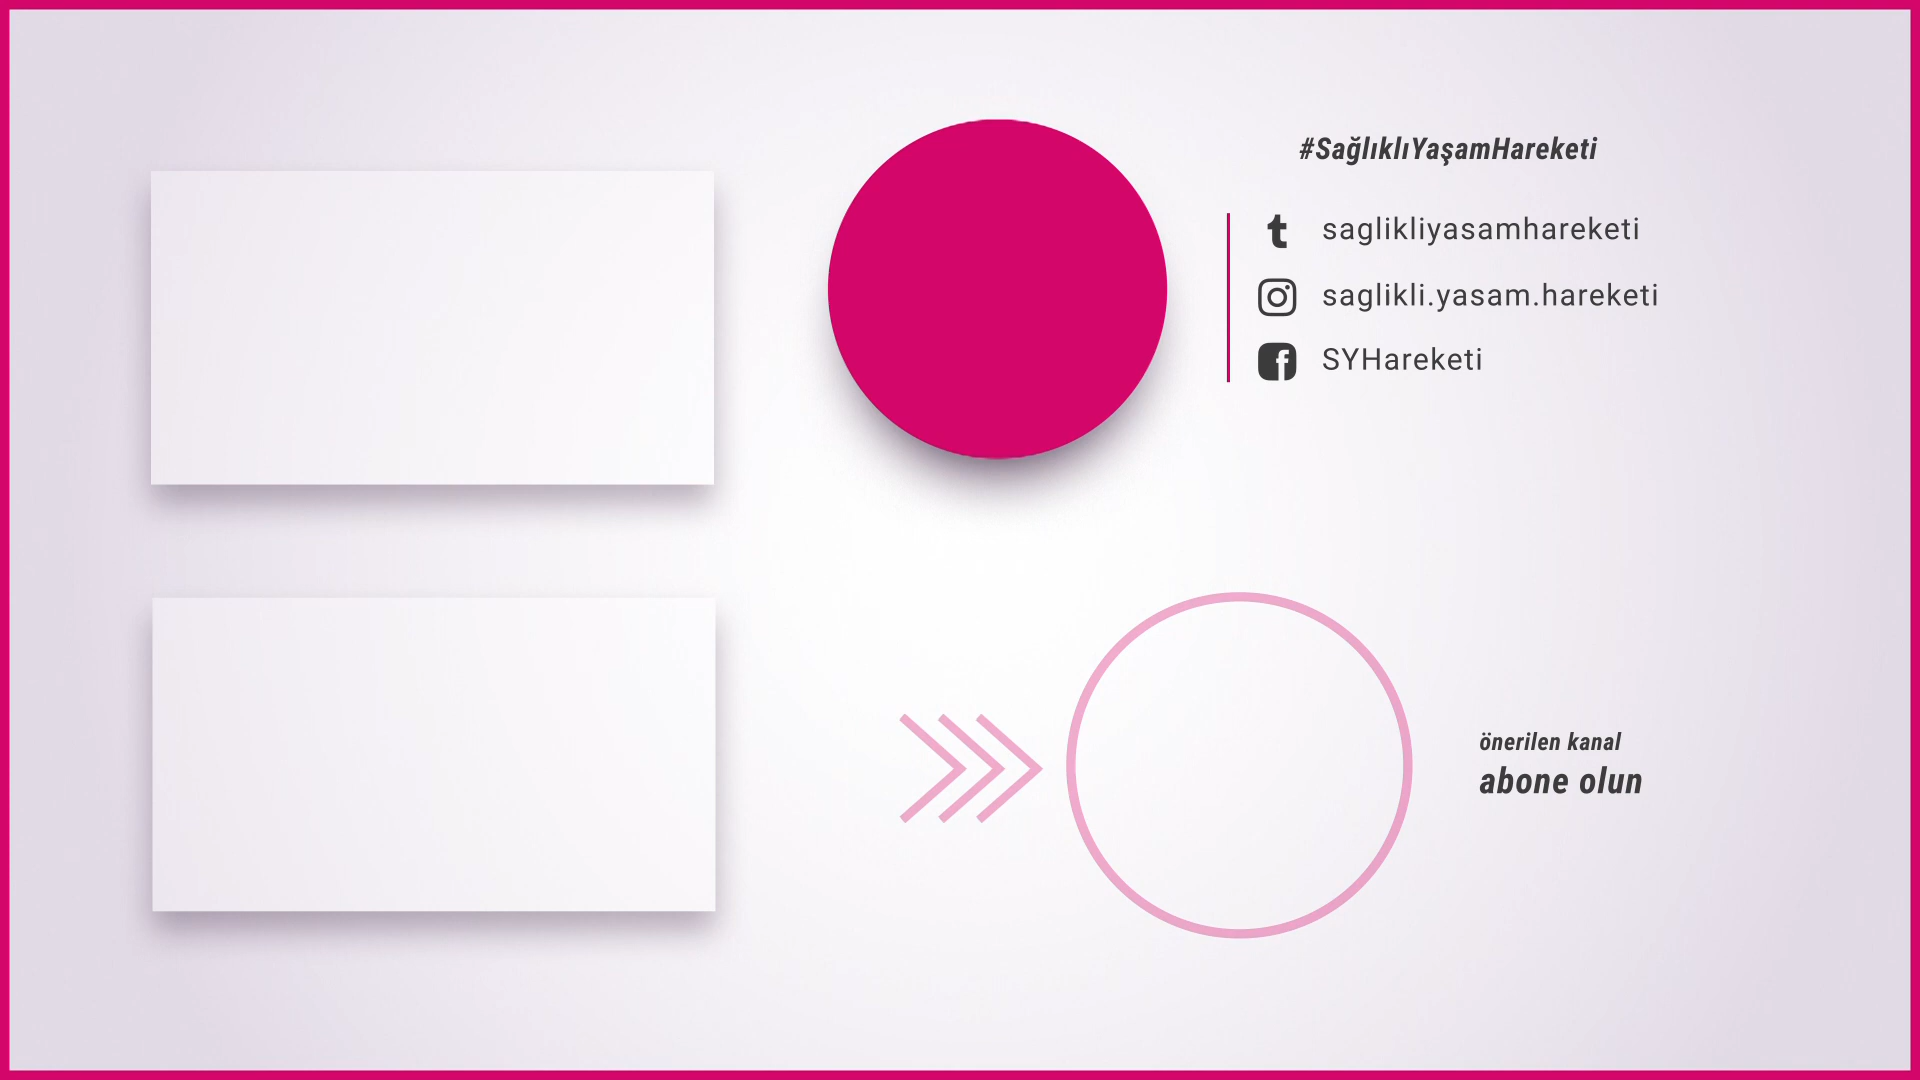 #SağlıklıYaşamHareketi
saglikliyasamhareketi
saglikli.yasam.hareketi
SYHareketi
önerilen kanal
abone olun